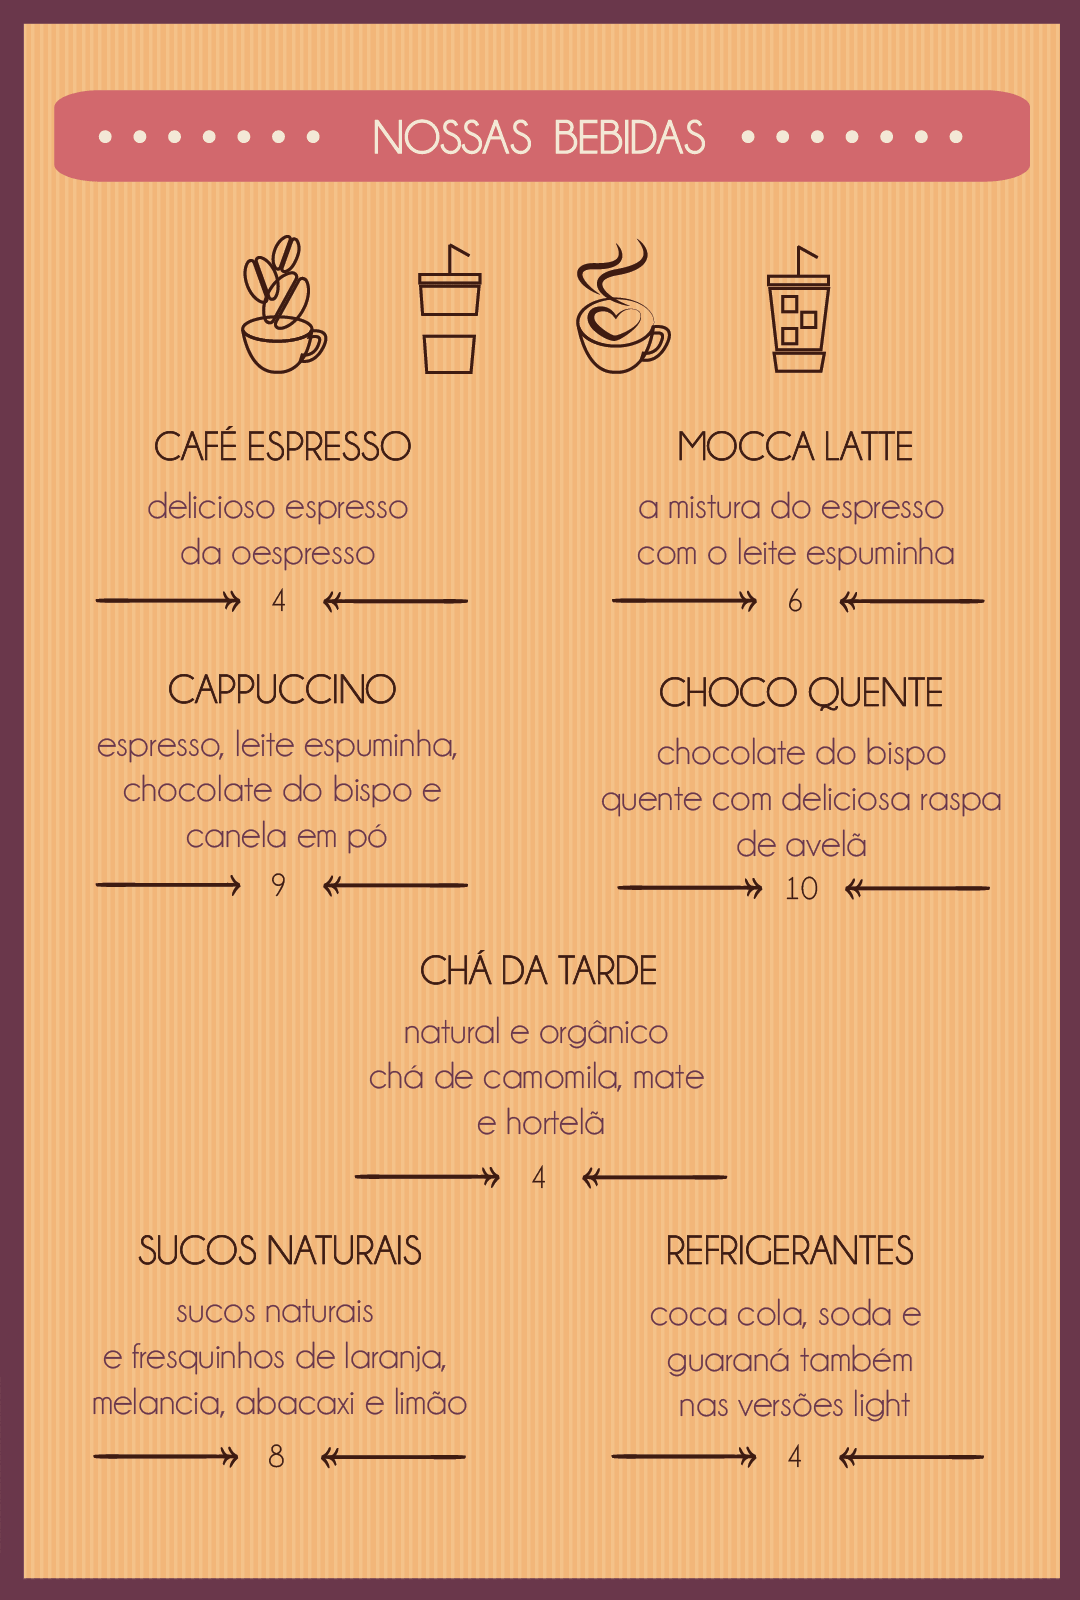 NOSSAS BEBIDAS
CAFÉ ESPRESSO
delicioso espresso
da oespresso
4
MOCCA LATTE
a mistura do espresso
com o leite espuminha
6
CAPPUCCINO
espresso, leite espuminha,
chocolate do bispo e
canela em pó
9
CHOCO QUENTE
chocolate do bispo
quente com deliciosa raspa
de avelã
10
CHÁ DA TARDE
natural e orgânico
chá de camomila, mate
e hortelã
4
SUCOS NATURAIS
sucos naturais
e fresquinhos de laranja,
melancia, abacaxi e limão
8
REFRIGERANTES
coca cola, soda e
guaraná também
nas versões light
4